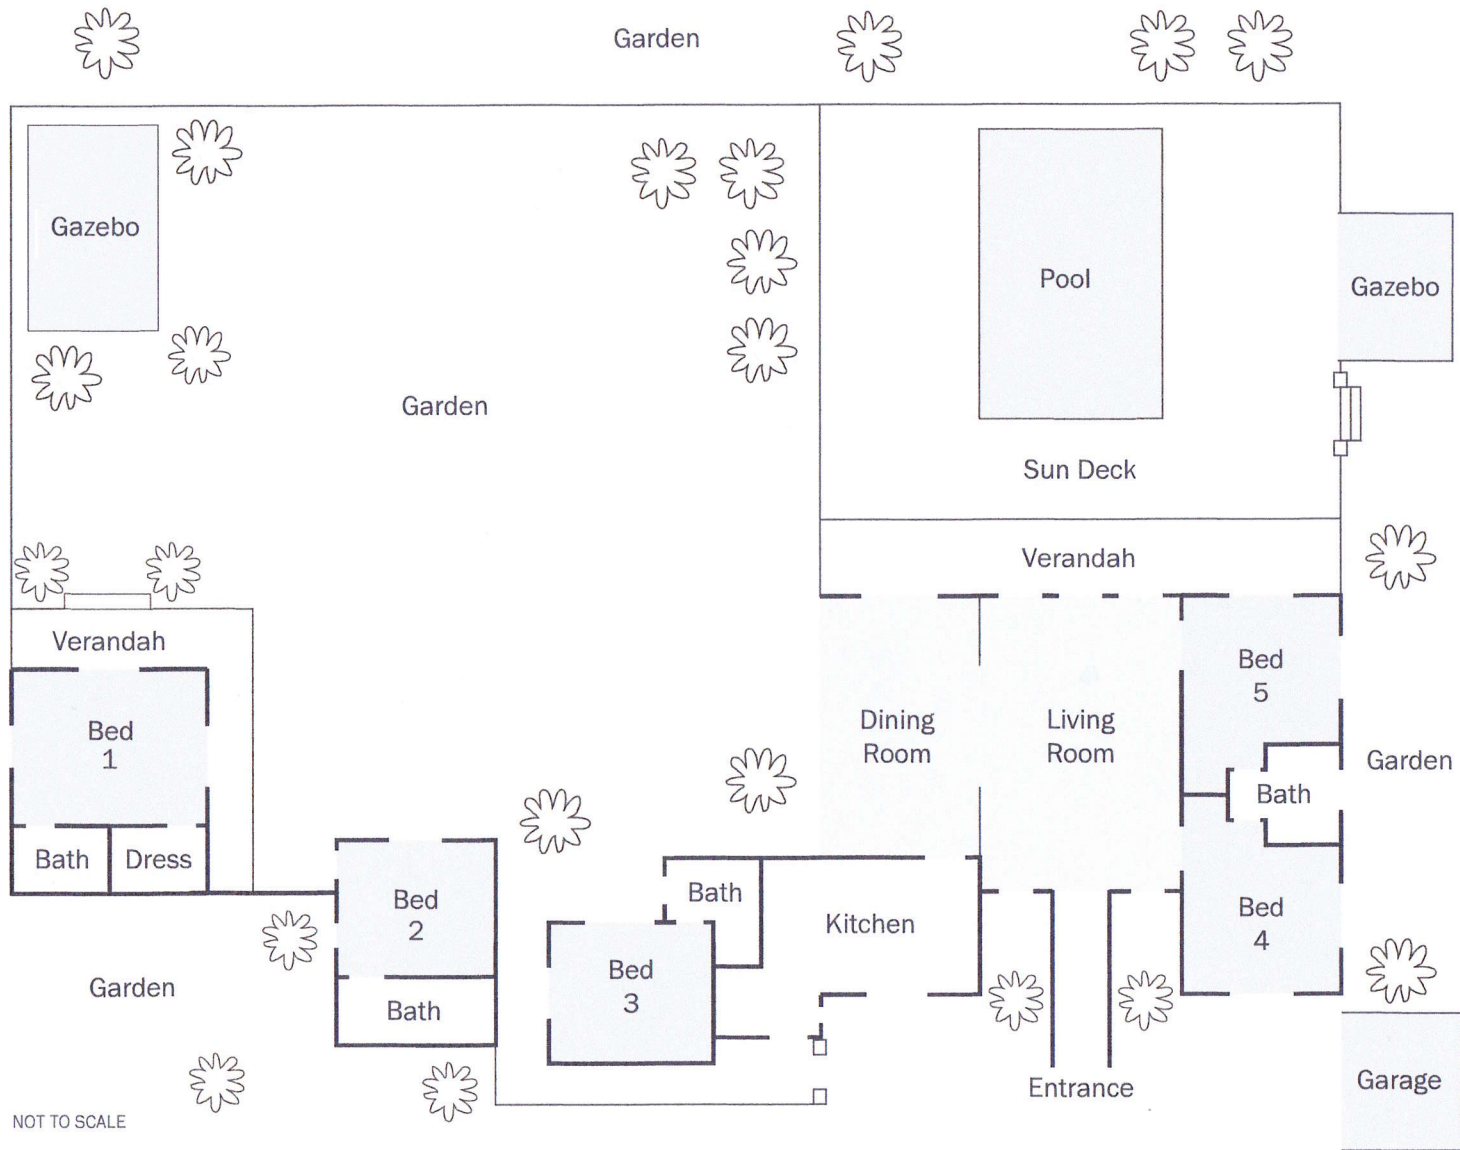 Garden
Gazebo
Pool
Gazebo
Garden
Sun Deck
Verandah
Verandah
Bed
1
Bath
Dress
Dining
Room
Living
Room
Bed
5
Garden
Bath
Bed
2
Bath
Bath
Kitchen
Bed
4
Bed
3
Garden
Entrance
Garage
NOT TO SCALE